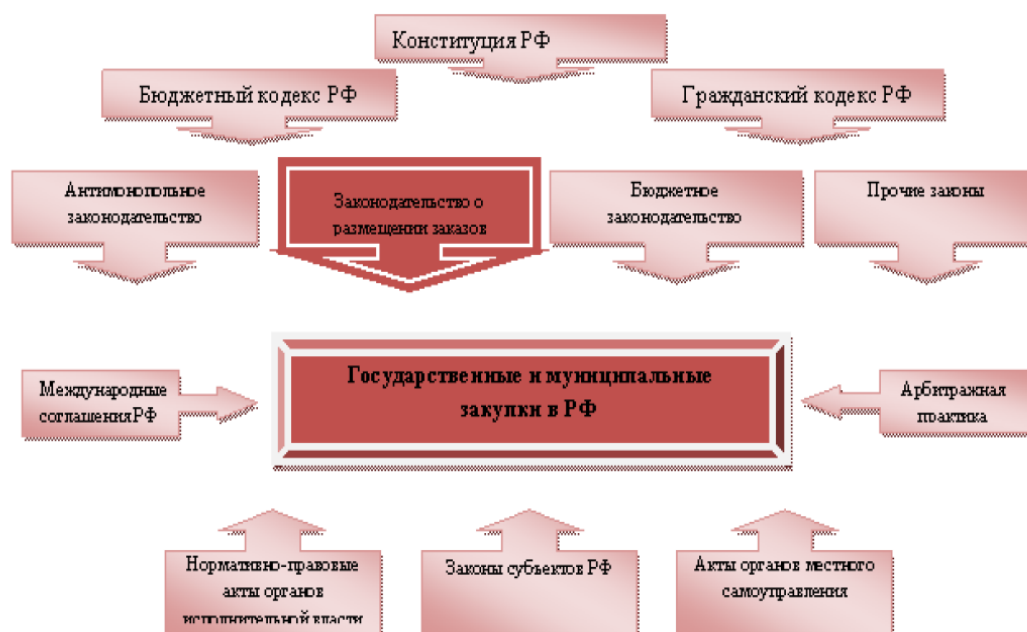 Конституция РФ
Бюджетный кодекс РФ
Гражданский кодекс РФ
Антимонопольное
законодательство
Законодательство о
размещении заказов
Бюджетное
законодательство
Прочие законы
Международные
соглашения РФ
Государственные и муниципальные
закупки в РФ
Арбитражная
практика
Нормативно-правовые
акты органов
исполнительной власти
Законы субъектов РФ
Акты органов местного
самоуправления